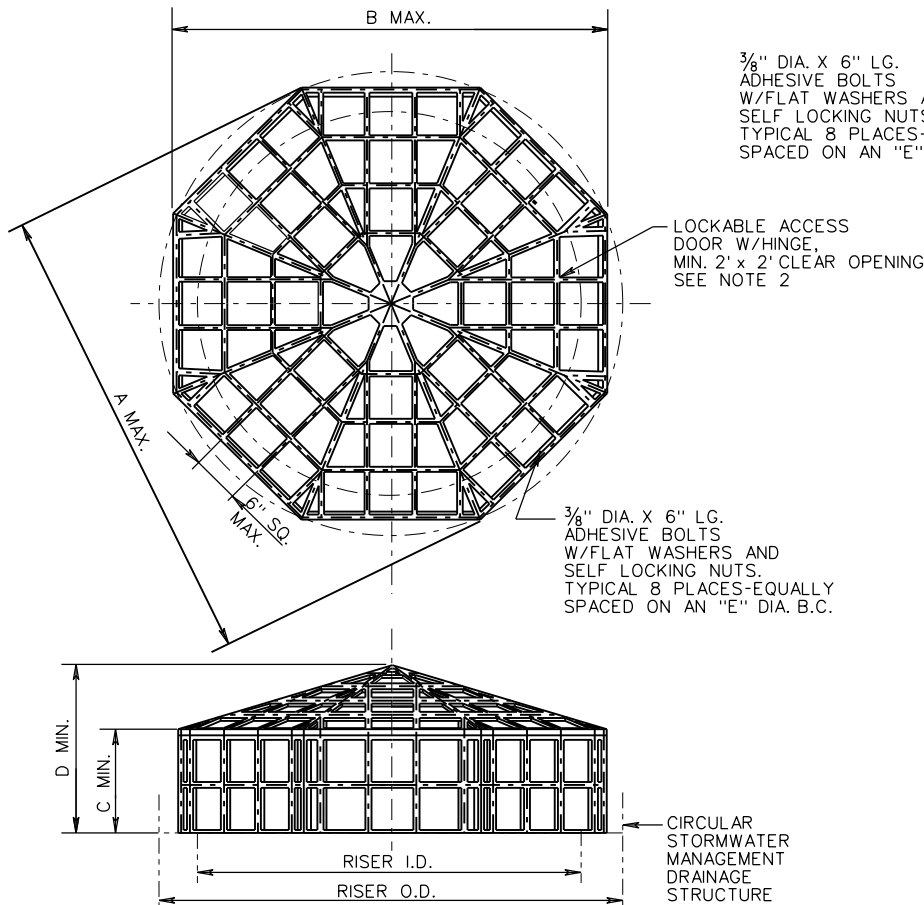 B MAX.
⅜" DIA. X 6" LG.
ADHESIVE BOLTS
W/FLAT WASHERS
SELF LOCKING NUTS
TYPICAL 8 PLACES-
SPACED ON AN "E"
LOCKABLE ACCESS
DOOR W/HINGE,
MIN. 2' x 2' CLEAR OPENING
SEE NOTE 2
A MAX.
6" SQ.
MAX.
⅜" DIA. X 6" LG.
ADHESIVE BOLTS
W/FLAT WASHERS AND
SELF LOCKING NUTS.
TYPICAL 8 PLACES-EQUALLY
SPACED ON AN "E" DIA. B.C.
D MIN.
C MIN.
RISER I.D.
RISER O.D.
CIRCULAR
STORMWATER
MANAGEMENT
DRAINAGE
STRUCTURE